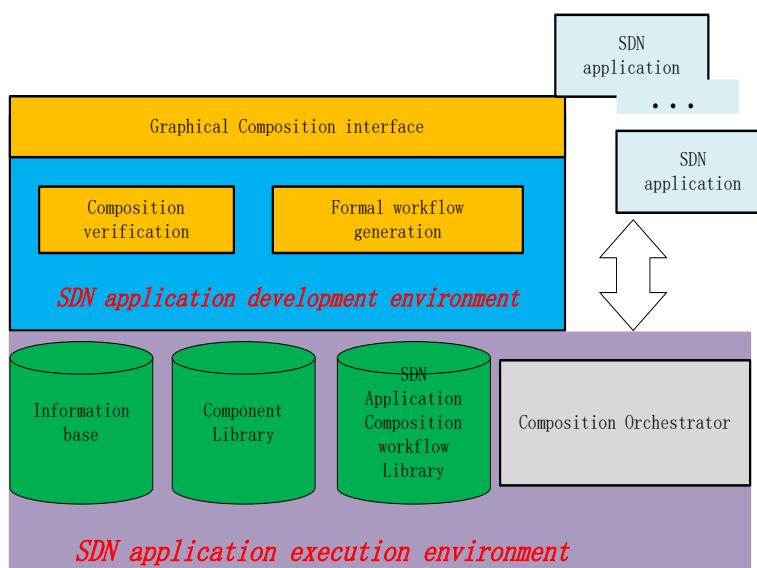 SDN
application
...
Graphical Composition interface
SDN
application
Composition
verification
Formal workflow
generation
SDN application development environment
Information
base
Component
Library
SDN
Application
Composition
workflow
Library
Composition Orchestrator
SDN application execution environment